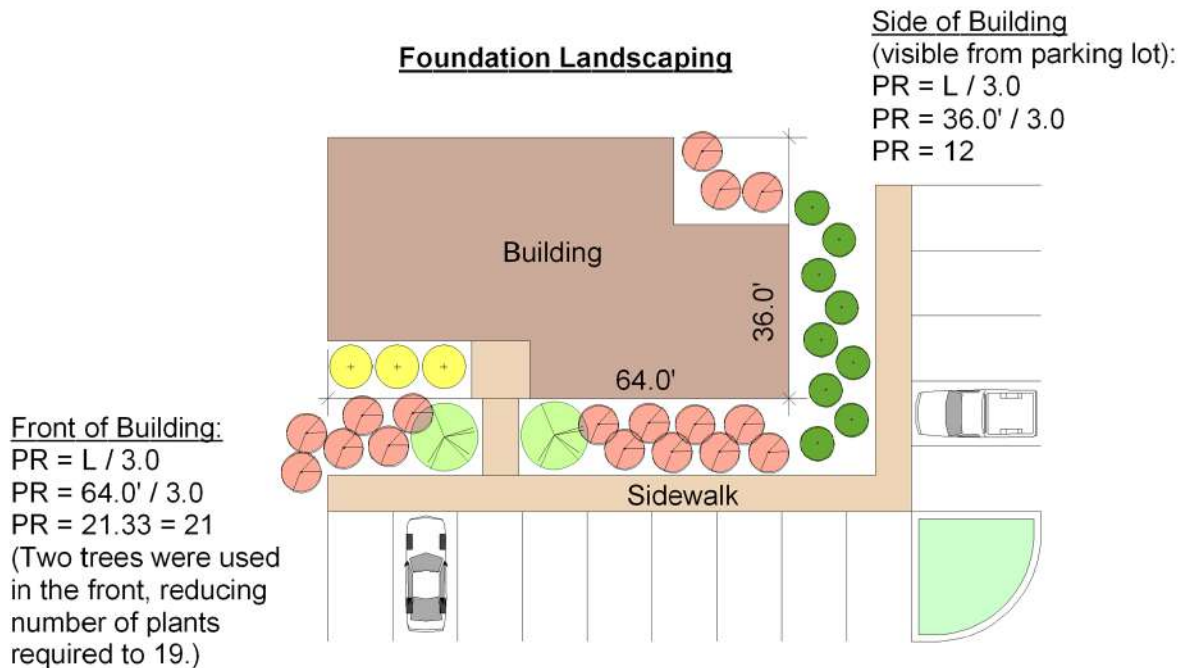 Foundation Landscaping
Side of Building
(visible from parking lot):
PR = L / 3.0
PR = 36.0' / 3.0
PR = 12
Building
36.0'
64.0'
Front of Building:
PR = L / 3.0
PR = 64.0' / 3.0
PR = 21.33 = 21
(Two trees were used
in the front, reducing
number of plants
required to 19.)
Sidewalk